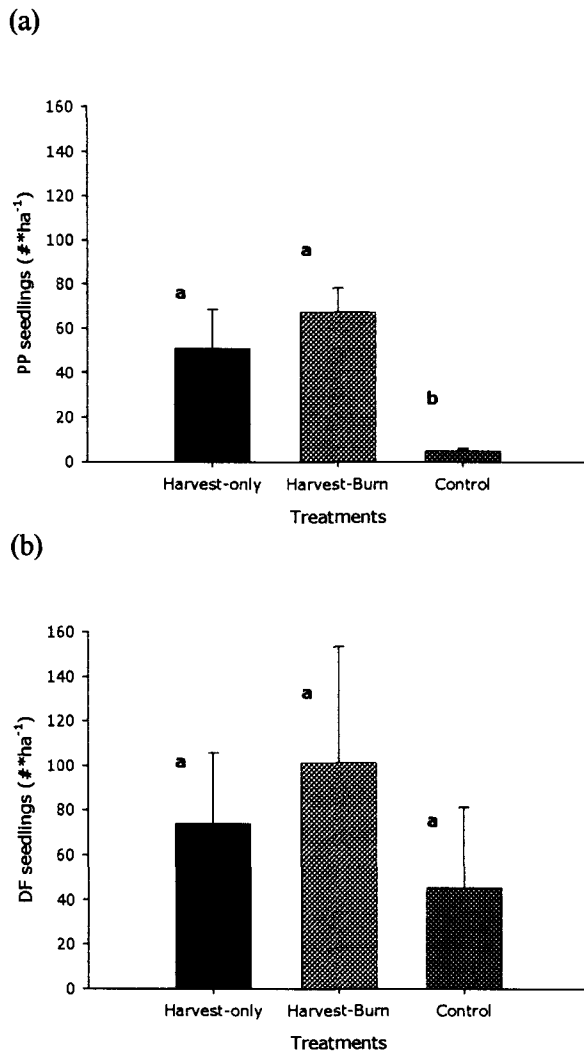 (a)
160
140
120
100
80
60
40
20
0
PP seedlings (#*ha⁻¹)
a
a
b
Harvest-only Harvest-Burn Control
Treatments
(b)
160
140
120
100
80
60
40
20
0
DF seedlings (#*ha⁻¹)
a
a
a
Harvest-only Harvest-Burn Control
Treatments